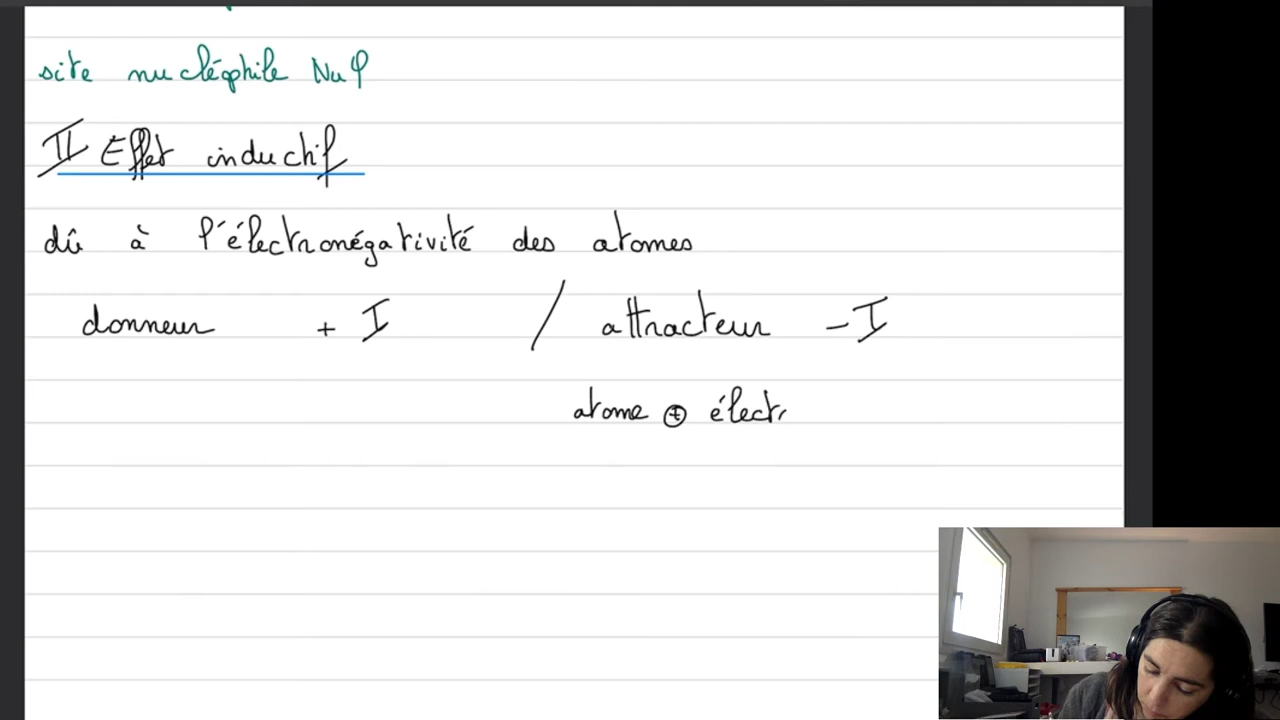 site nucléophile Nuφ
II Effet inductif
dû à l'électronégativité des atomes
donneur + I / attracteur - I
atome ⊕ électr